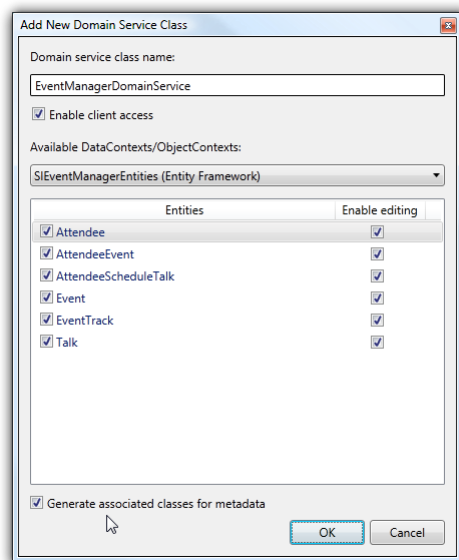 Add New Domain Service Class
Domain service class name:
EventManagerDomainService
Enable client access
Available DataContexts/ObjectContexts:
SIEventManagerEntities (Entity Framework)
Entities Enable editing
Attendee
AttendeeEvent
AttendeeScheduleTalk
Event
EventTrack
Talk
Generate associated classes for metadata
OK Cancel